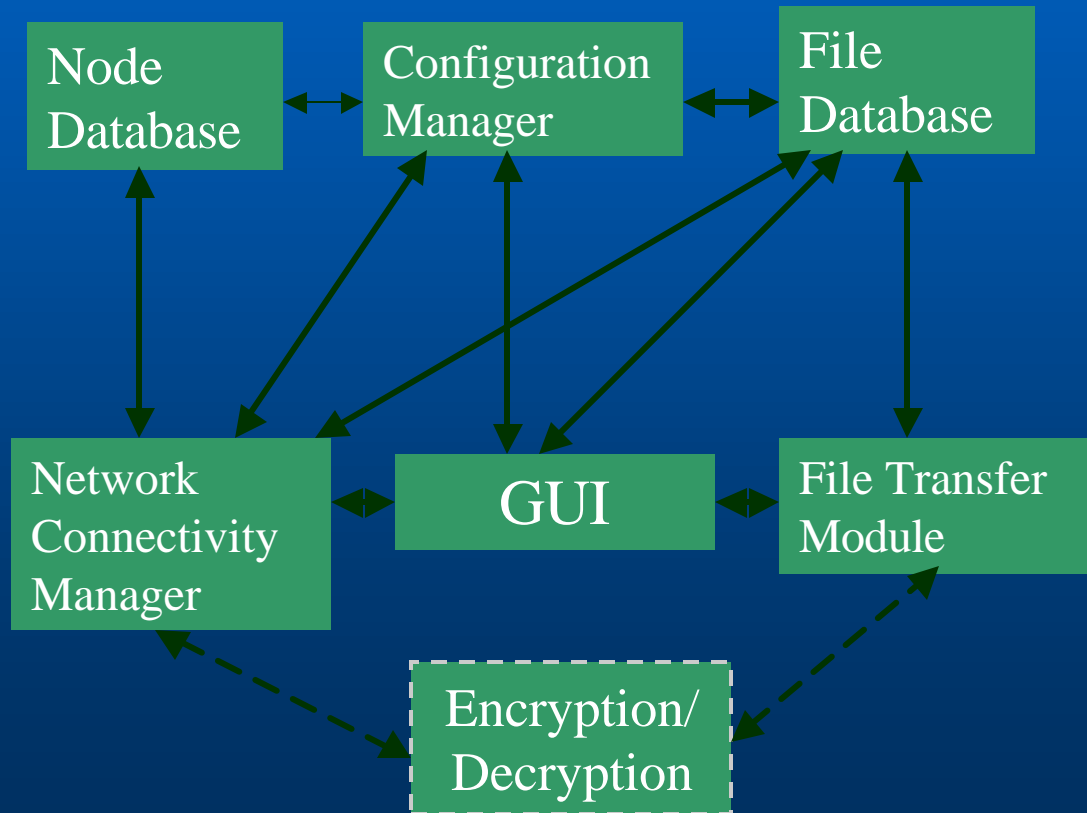 Node
Database
Configuration
Manager
File
Database
Network
Connectivity
Manager
GUI
File Transfer
Module
Encryption/
Decryption